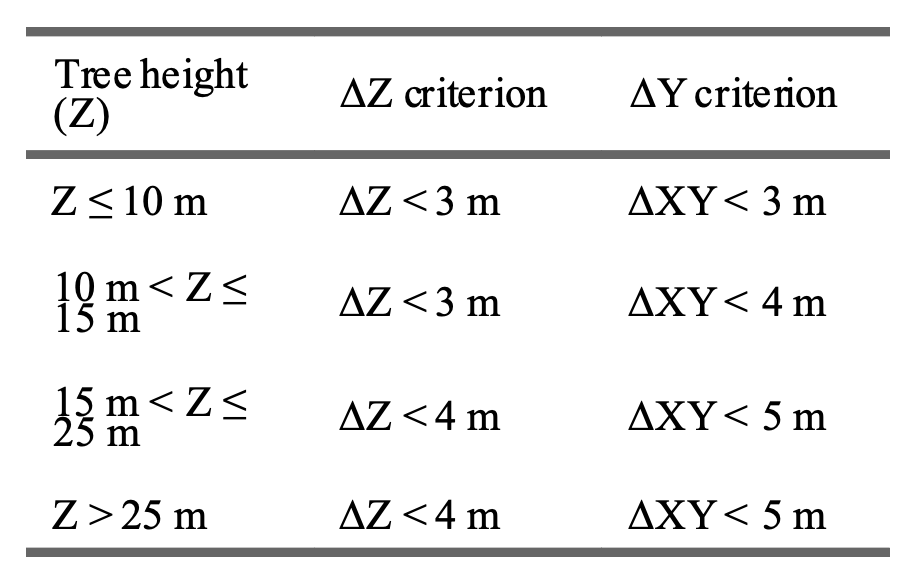 Tree height (Z) ΔZ criterion ΔY criterion
Z ≤ 10 m ΔZ < 3 m ΔXY < 3 m
10 m < Z ≤ 15 m ΔZ < 3 m ΔXY < 4 m
15 m < Z ≤ 25 m ΔZ < 4 m ΔXY < 5 m
Z > 25 m ΔZ < 4 m ΔXY < 5 m